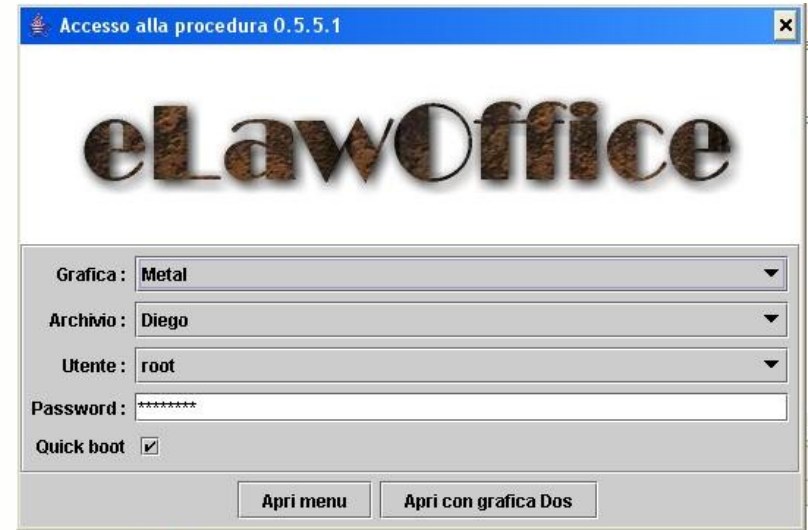 Accesso alla procedura 0.5.5.1
eLawOffice
Grafica : Metal
Archivio : Diego
Utente : root
Password : ********
Quick boot
Apri menu Apri con grafica Dos